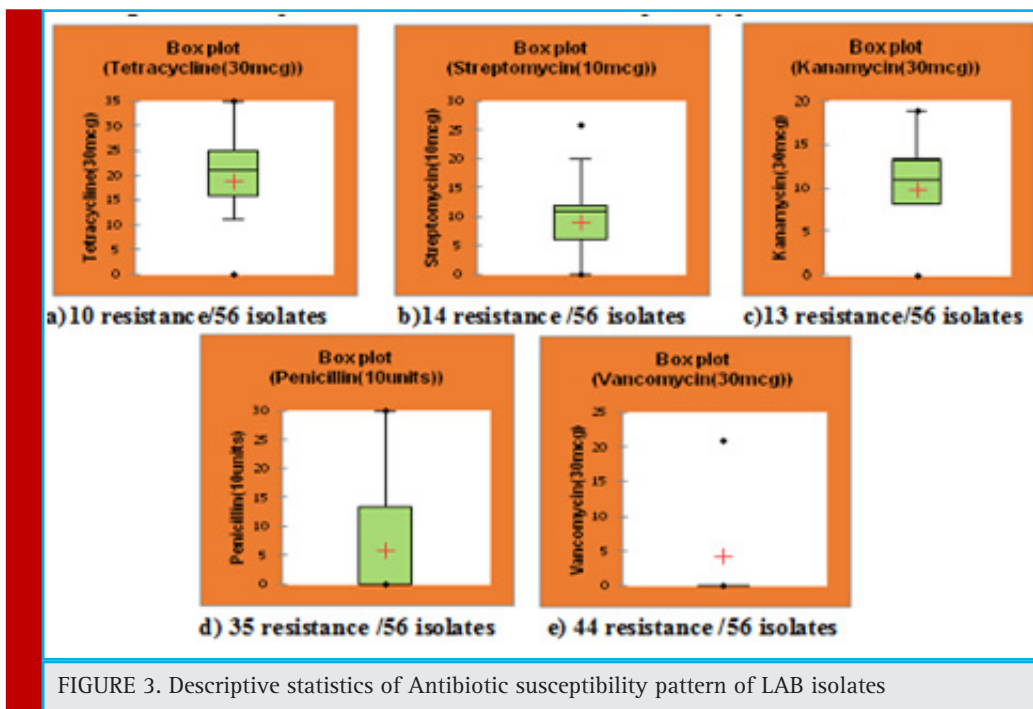 Box plot
(Tetracycline(30mcg))
Tetracycline(30mcg)
35
30
25
20
15
10
5
0
a)10 resistance/56 isolates
Box plot
(Streptomycin(10mcg))
Streptomycin(10mcg)
30
25
20
15
10
5
0
b)14 resistance /56 isolates
Box plot
(Kanamycin(30mcg))
Kanamycin(30mcg)
20
15
10
5
0
c)13 resistance/56 isolates
Box plot
(Penicillin(10units))
Penicillin(10units)
30
25
20
15
10
5
0
d) 35 resistance /56 isolates
Box plot
(Vancomycin(30mcg))
Vancomycin(30mcg)
25
20
15
10
5
0
e) 44 resistance /56 isolates
FIGURE 3. Descriptive statistics of Antibiotic susceptibility pattern of LAB isolates